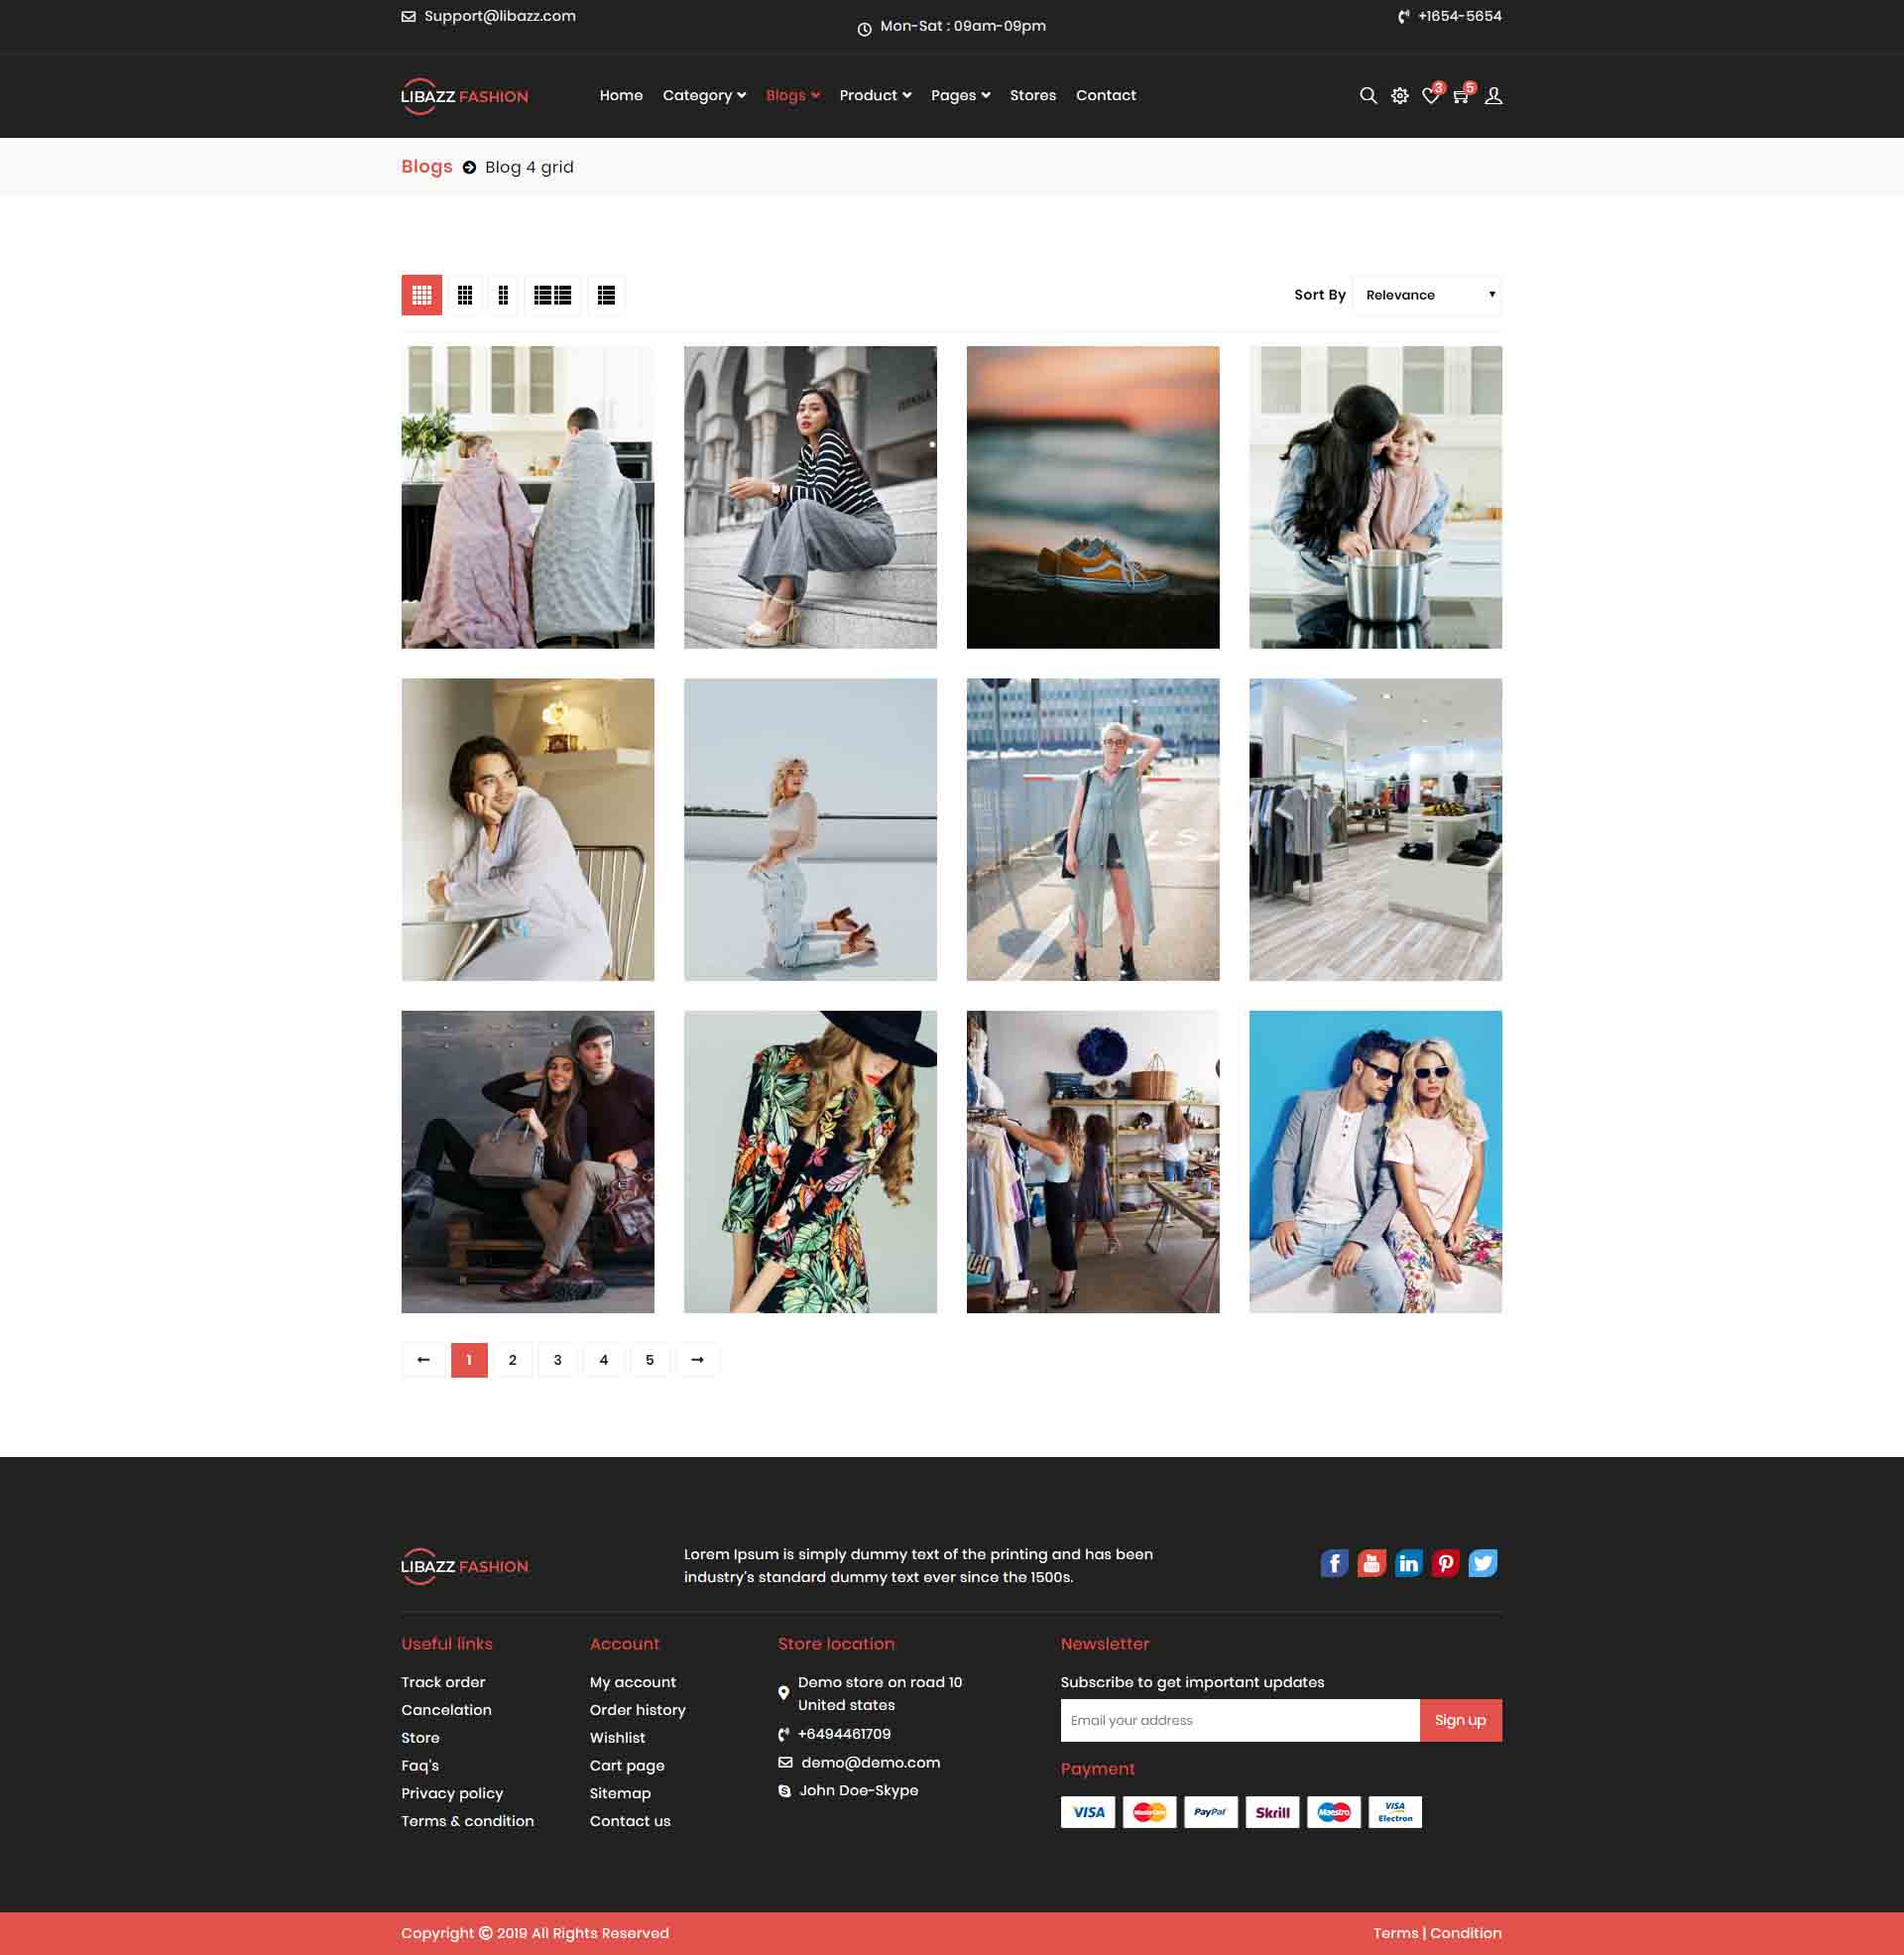 Support@libazz.com
Mon-Sat : 09am-09pm
+1654-5654
LIBAZZ FASHION
Home
Category
Blogs
Product
Pages
Stores
Contact
3
5
Blogs
Blog 4 grid
Sort By
Relevance
1
2
3
4
5
LIBAZZ FASHION
Lorem Ipsum is simply dummy text of the printing and has been
industry's standard dummy text ever since the 1500s.
Useful links
Track order
Cancelation
Store
Faq's
Privacy policy
Terms & condition
Account
My account
Order history
Wishlist
Cart page
Sitemap
Contact us
Store location
Demo store on road 10
United states
+6494461709
demo@demo.com
John Doe-Skype
Newsletter
Subscribe to get important updates
Email your address
Sign up
Payment
VISA
MasterCard
PayPal
Skrill
Maestro
VISA
Electron
Copyright © 2019 All Rights Reserved
Terms | Condition